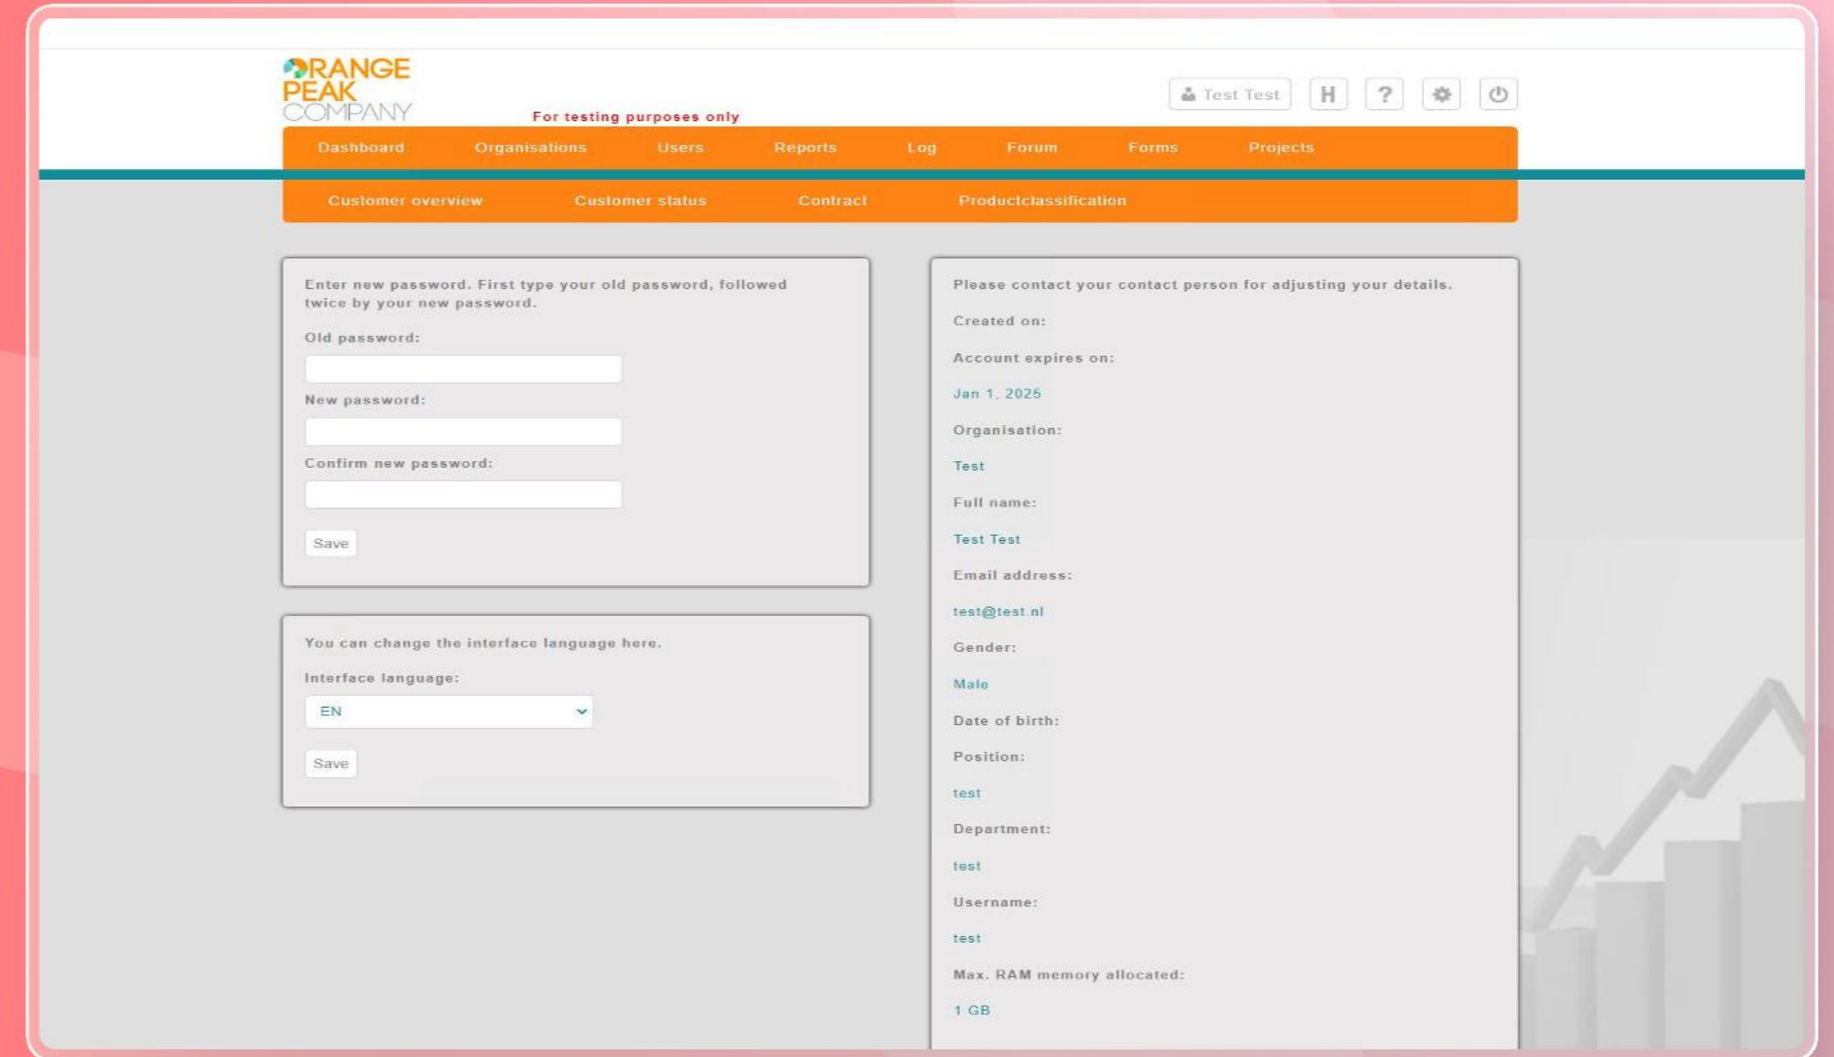 ORANGE
PEAK
COMPANY
For testing purposes only
Test Test
H
?
Dashboard Organisations Users Reports Log Forum Forms Projects
Customer overview Customer status Contract Productclassification
Enter new password. First type your old password, followed
twice by your new password.
Old password:
New password:
Confirm new password:
Save
You can change the interface language here.
Interface language:
EN
Save
Please contact your contact person for adjusting your details.
Created on:
Account expires on:
Jan 1, 2025
Organisation:
Test
Full name:
Test Test
Email address:
test@test.nl
Gender:
Male
Date of birth:
Position:
test
Department:
test
Username:
test
Max. RAM memory allocated:
1 GB